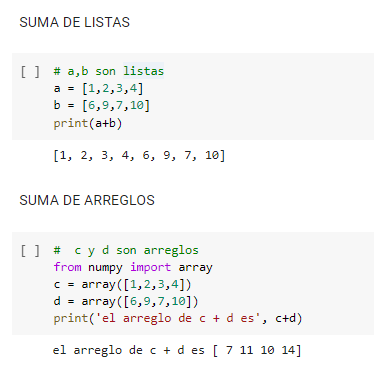 SUMA DE LISTAS
[ ] # a,b son listas
a = [1,2,3,4]
b = [6,9,7,10]
print(a+b)
[1, 2, 3, 4, 6, 9, 7, 10]
SUMA DE ARREGLOS
[ ] #  c y d son arreglos
from numpy import array
c = array([1,2,3,4])
d = array([6,9,7,10])
print('el arreglo de c + d es', c+d)
el arreglo de c + d es [ 7 11 10 14]